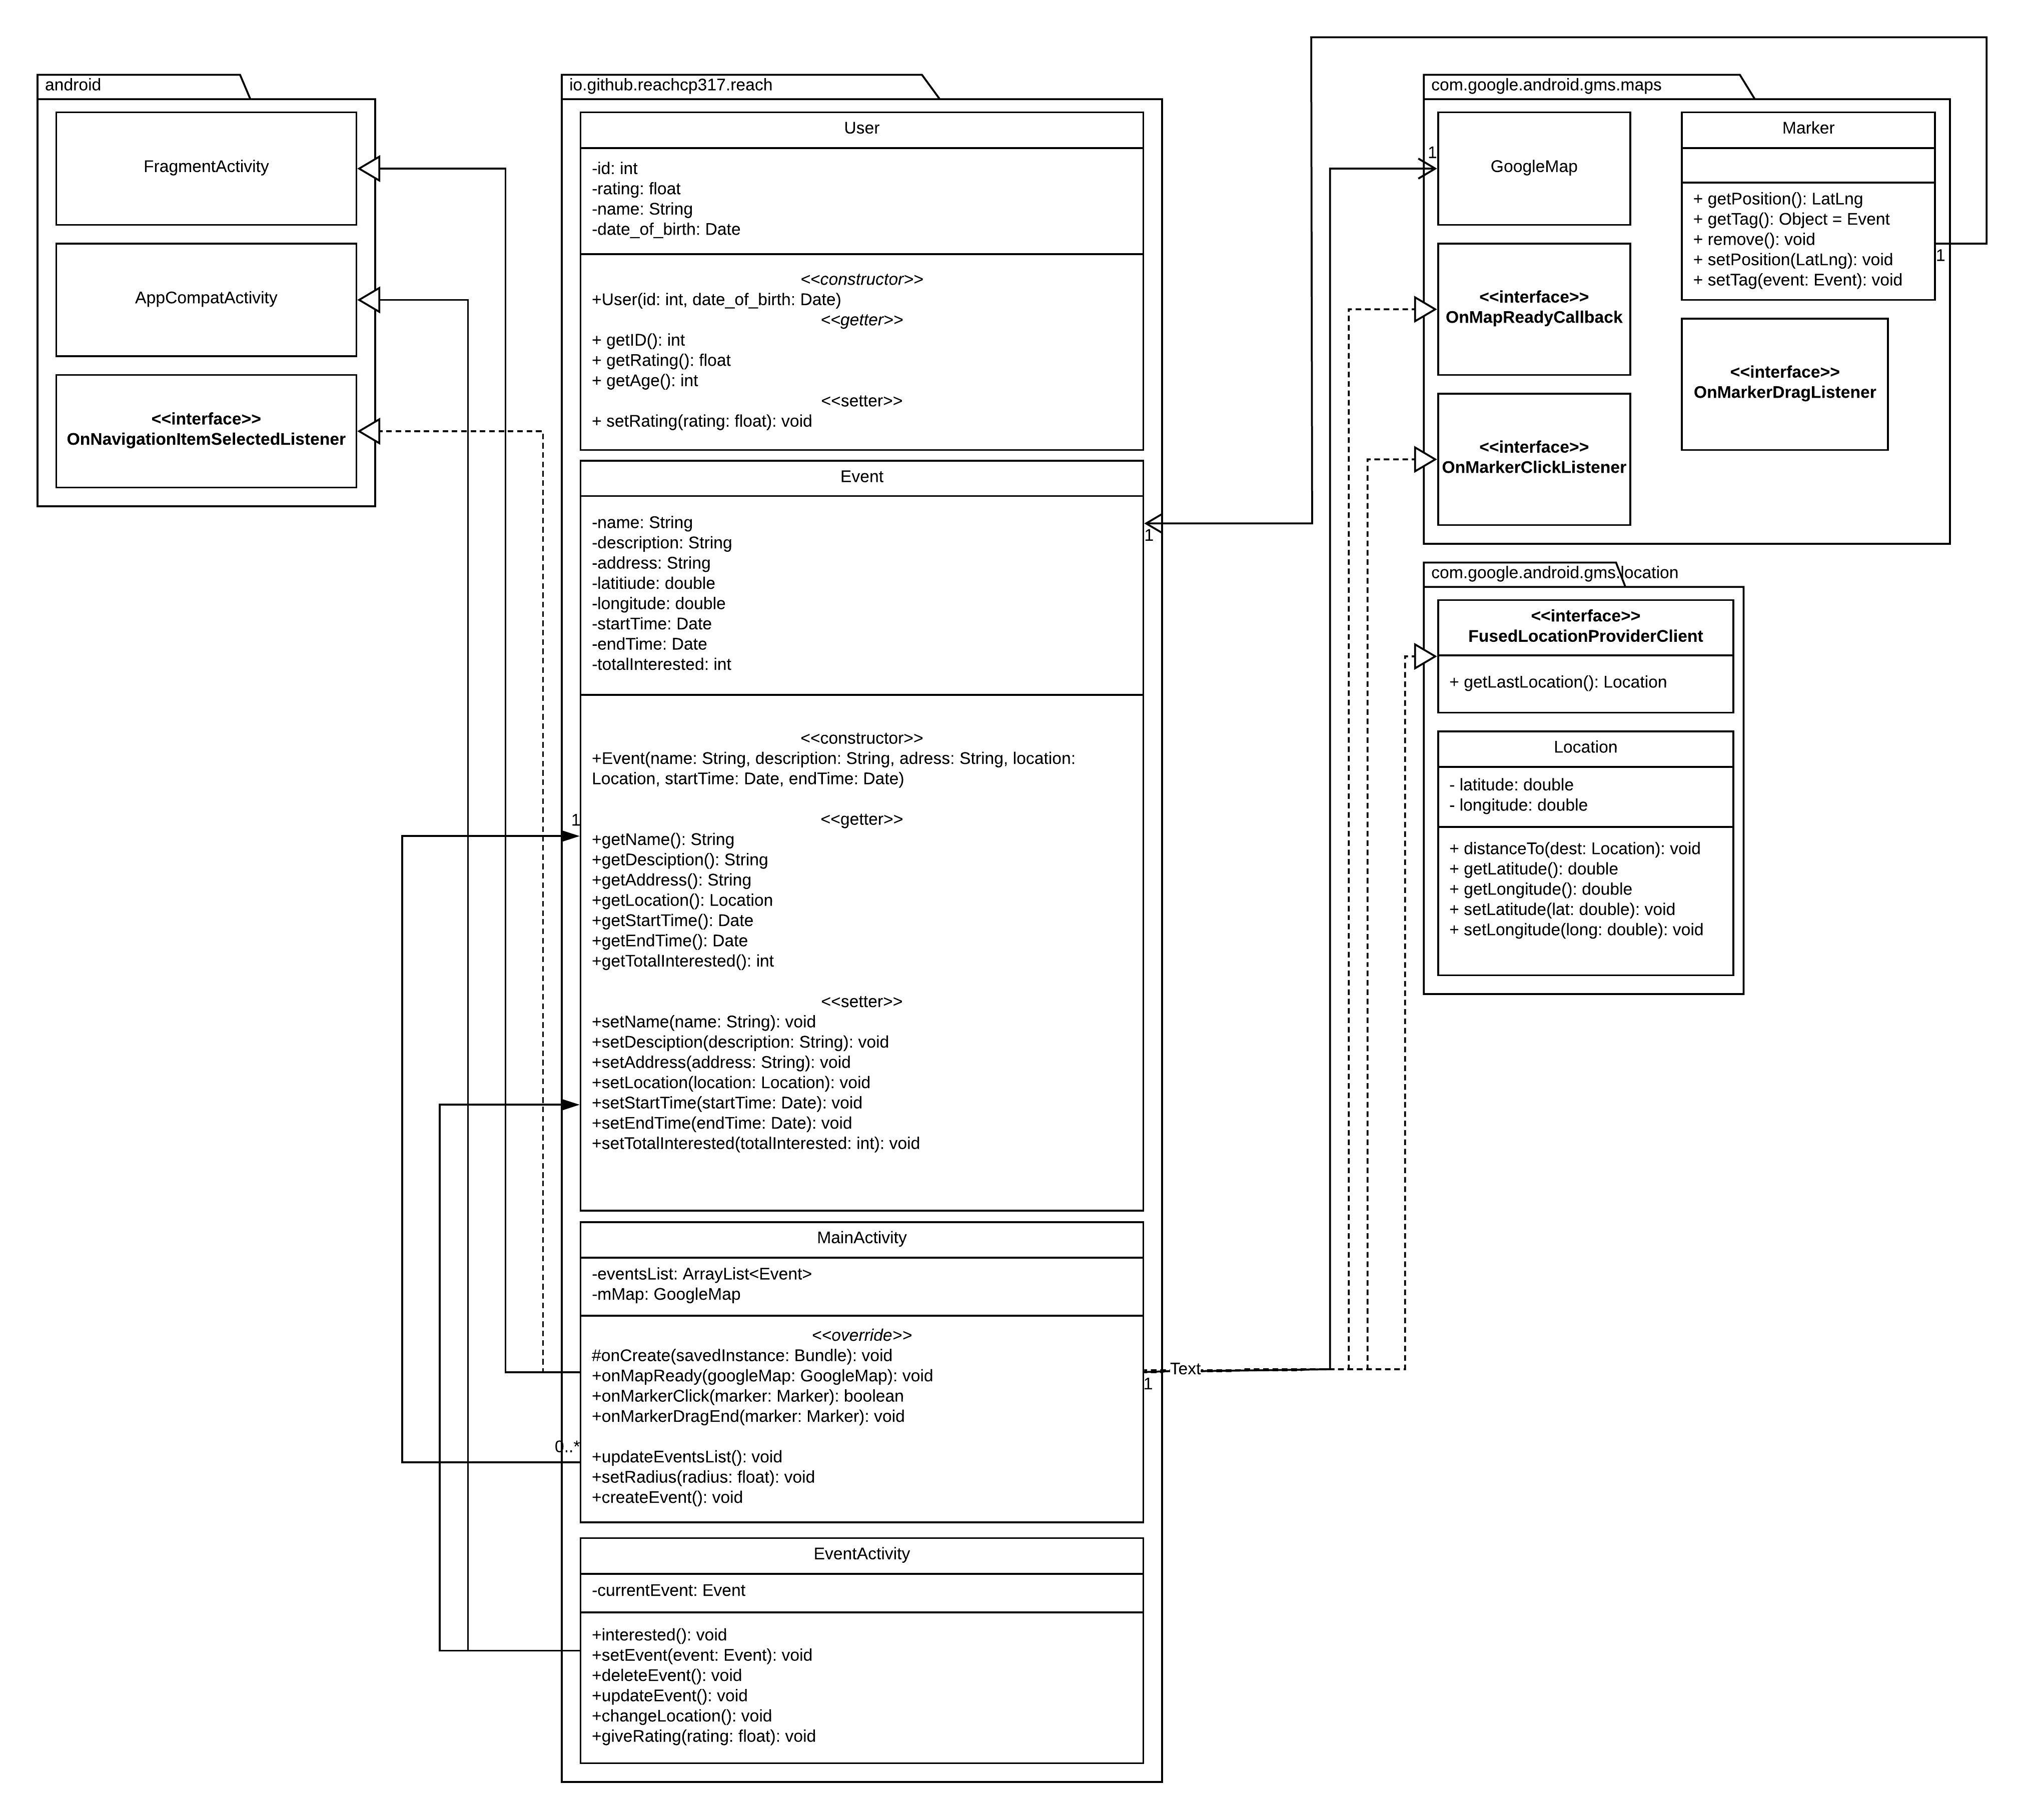 android
FragmentActivity
AppCompatActivity
<<interface>>
OnNavigationItemSelectedListener
io.github.reachcp317.reach
User
-id: int
-rating: float
-name: String
-date_of_birth: Date
<<constructor>>
+User(id: int, date_of_birth: Date)
<<getter>>
+ getID(): int
+ getRating(): float
+ getAge(): int
<<setter>>
+ setRating(rating: float): void
Event
-name: String
-description: String
-address: String
-latitiude: double
-longitude: double
-startTime: Date
-endTime: Date
-totalInterested: int
1
<<constructor>>
+Event(name: String, description: String, adress: String, location:
Location, startTime: Date, endTime: Date)
<<getter>>
1
+getName(): String
+getDesciption(): String
+getAddress(): String
+getLocation(): Location
+getStartTime(): Date
+getEndTime(): Date
+getTotalInterested(): int
<<setter>>
+setName(name: String): void
+setDesciption(description: String): void
+setAddress(address: String): void
+setLocation(location: Location): void
+setStartTime(startTime: Date): void
+setEndTime(endTime: Date): void
+setTotalInterested(totalInterested: int): void
MainActivity
-eventsList: ArrayList<Event>
-mMap: GoogleMap
<<override>>
#onCreate(savedInstance: Bundle): void
+onMapReady(googleMap: GoogleMap): void
+onMarkerClick(marker: Marker): boolean
+onMarkerDragEnd(marker: Marker): void
Text
1
0..*
+updateEventsList(): void
+setRadius(radius: float): void
+createEvent(): void
EventActivity
-currentEvent: Event
+interested(): void
+setEvent(event: Event): void
+deleteEvent(): void
+updateEvent(): void
+changeLocation(): void
+giveRating(rating: float): void
com.google.android.gms.maps
1
GoogleMap
<<interface>>
OnMapReadyCallback
<<interface>>
OnMarkerClickListener
Marker
+ getPosition(): LatLng
+ getTag(): Object = Event
+ remove(): void
+ setPosition(LatLng): void
+ setTag(event: Event): void
1
<<interface>>
OnMarkerDragListener
com.google.android.gms.location
<<interface>>
FusedLocationProviderClient
+ getLastLocation(): Location
Location
- latitude: double
- longitude: double
+ distanceTo(dest: Location): void
+ getLatitude(): double
+ getLongitude(): double
+ setLatitude(lat: double): void
+ setLongitude(long: double): void